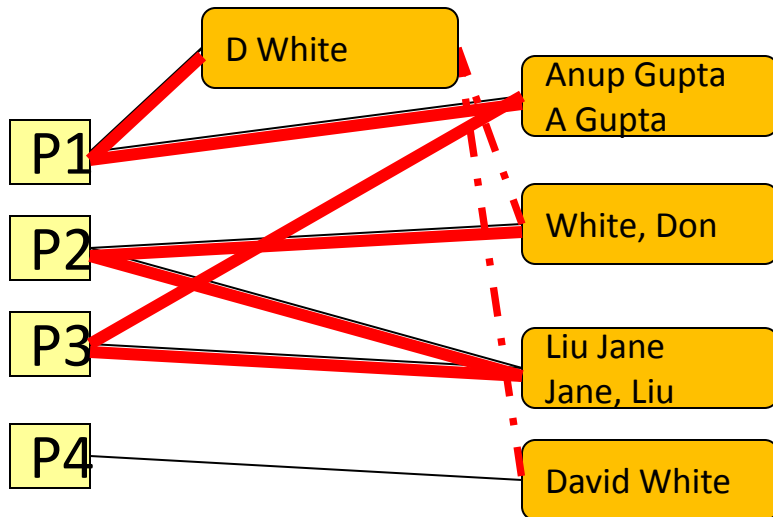 D White
Anup Gupta
A Gupta
P1
White, Don
P2
P3
Liu Jane
Jane, Liu
P4
David White